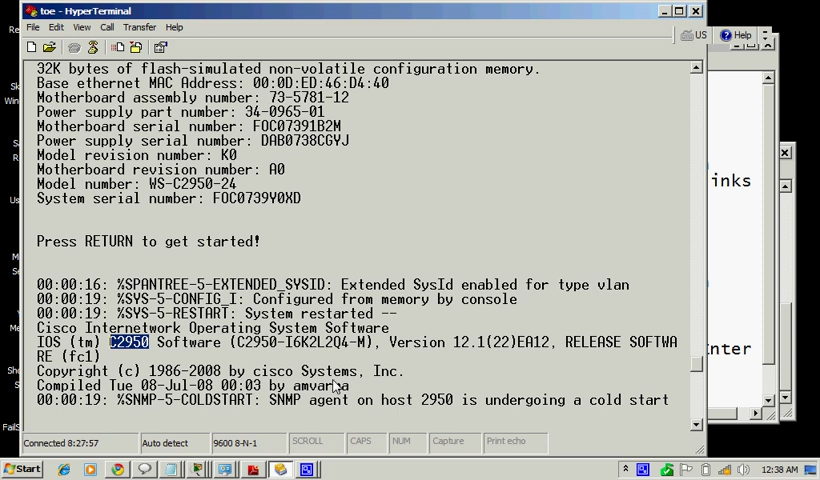 toe - HyperTerminal
File Edit View Call Transfer Help
US
Help
32K bytes of flash-simulated non-volatile configuration memory.
Base ethernet MAC Address: 00:0D:ED:46:D4:40
Motherboard assembly number: 73-5781-12
Power supply part number: 34-0965-01
Motherboard serial number: FOC07391B2M
Power supply serial number: DAB0738CGYJ
Model revision number: K0
Motherboard revision number: A0
Model number: WS-C2950-24
System serial number: FOC0739Y0XD
Press RETURN to get started!
00:00:16: %SPANTREE-5-EXTENDED_SYSID: Extended SysId enabled for type vlan
00:00:19: %SYS-5-CONFIG_I: Configured from memory by console
00:00:19: %SYS-5-RESTART: System restarted --
Cisco Internetwork Operating System Software
IOS (tm) C2950 Software (C2950-I6K2L2Q4-M), Version 12.1(22)EA12, RELEASE SOFTWA
RE (fc1)
Copyright (c) 1986-2008 by cisco Systems, Inc.
Compiled Tue 08-Jul-08 00:03 by
00:00:19: %SNMP-5-COLDSTART: SNMP agent on host 2950 is undergoing a cold start
inks
Inter
Connected 8:27:57 Auto detect 9600 8-N-1 SCROLL CAPS NUM Capture Print echo
Start
12:38 AM